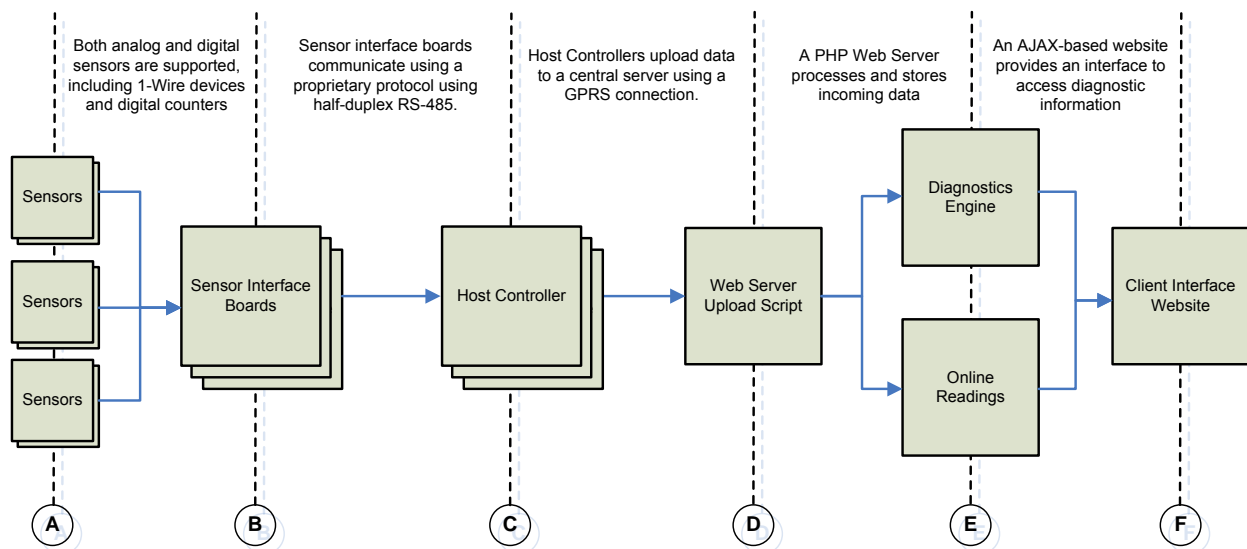 Both analog and digital
sensors are supported,
including 1-Wire devices
and digital counters
Sensor interface boards
communicate using a
proprietary protocol using
half-duplex RS-485.
Host Controllers upload data
to a central server using a
GPRS connection.
A PHP Web Server
processes and stores
incoming data
An AJAX-based website
provides an interface to
access diagnostic
information
Sensors
Sensors
Sensors
Sensor Interface
Boards
Host Controller
Web Server
Upload Script
Diagnostics
Engine
Online
Readings
Client Interface
Website
A
B
C
D
E
F